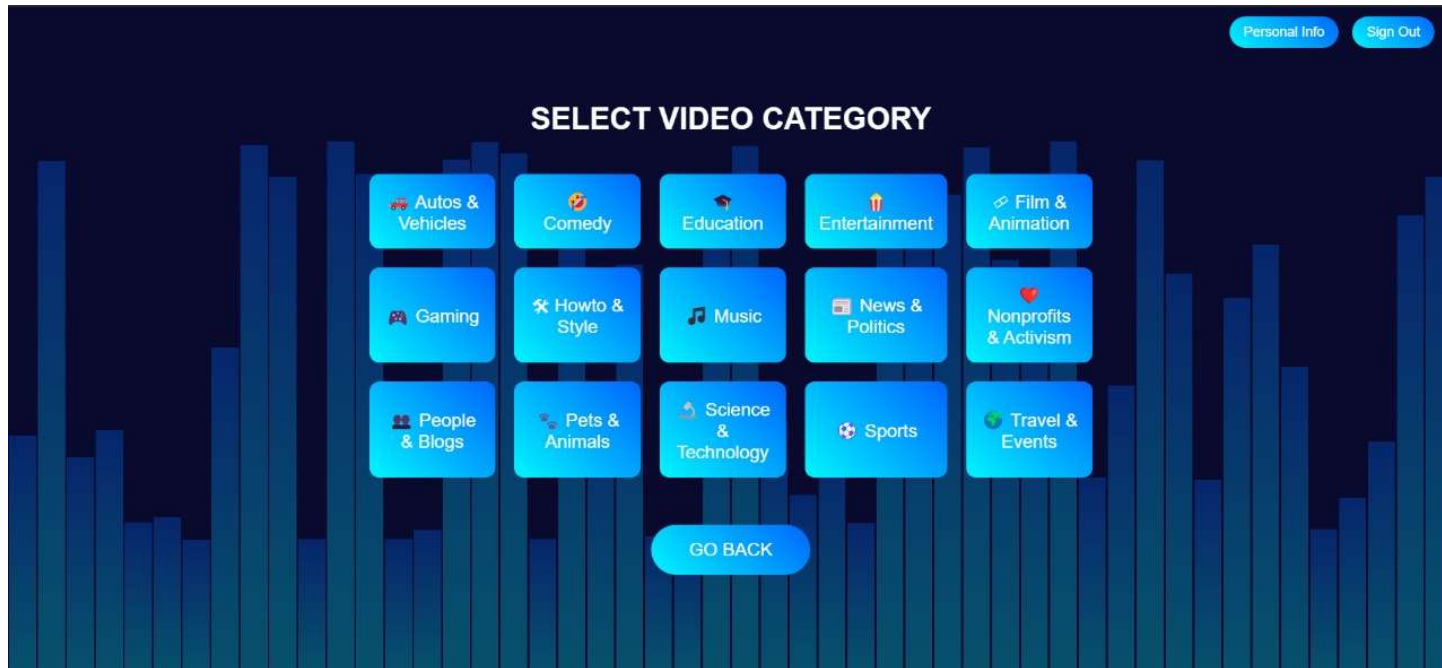 Personal Info
Sign Out
SELECT VIDEO CATEGORY
🚗 Autos &
Vehicles
🤣
Comedy
🎓
Education
🍿
Entertainment
Film &
Animation
🎮 Gaming
🛠 Howto &
Style
🎵 Music
📰 News &
Politics
❤️
Nonprofits
& Activism
👥 People
& Blogs
🐾 Pets &
Animals
🔬 Science
&
Technology
⚽ Sports
🌍 Travel &
Events
GO BACK